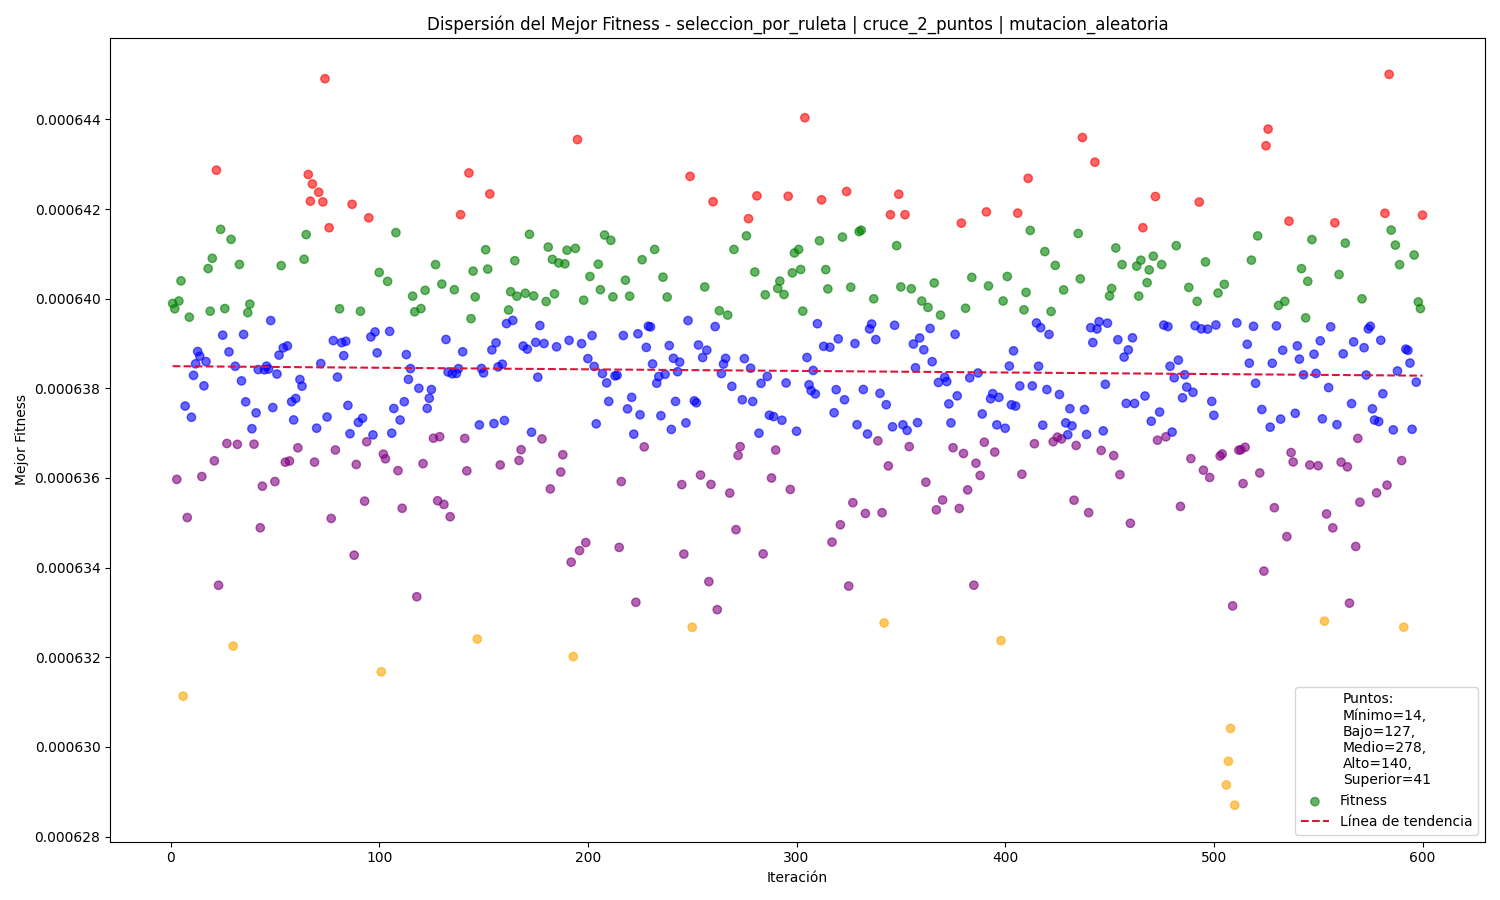 Dispersión del Mejor Fitness - seleccion_por_ruleta | cruce_2_puntos | mutacion_aleatoria
Mejor Fitness
0.000644
0.000642
0.000640
0.000638
0.000636
0.000634
0.000632
0.000630
0.000628
0
100
200
300
400
500
600
Iteración
Puntos:
Mínimo=14,
Bajo=127,
Medio=278,
Alto=140,
Superior=41
Fitness
Línea de tendencia